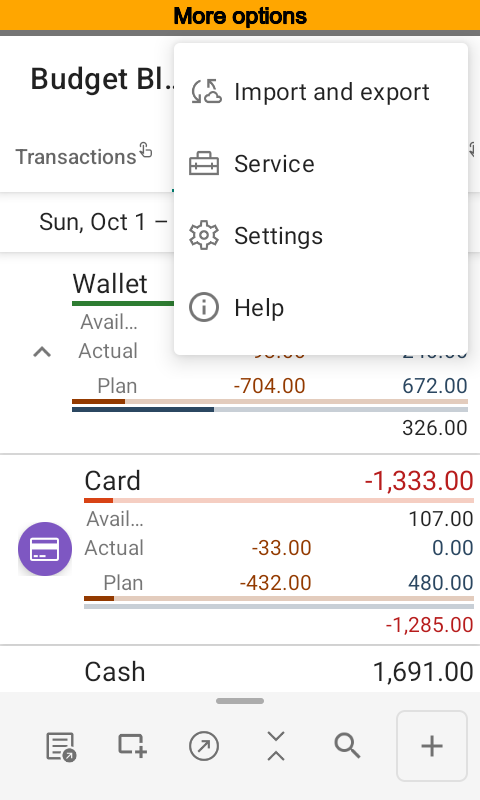 More options
Budget Bl…
Import and export
Transactions
Service
Sun, Oct 1 –
Settings
Wallet
Help
Avail…
Actual
Plan -704.00 672.00
326.00
Card -1,333.00
Avail… 107.00
Actual -33.00 0.00
Plan -432.00 480.00
-1,285.00
Cash 1,691.00